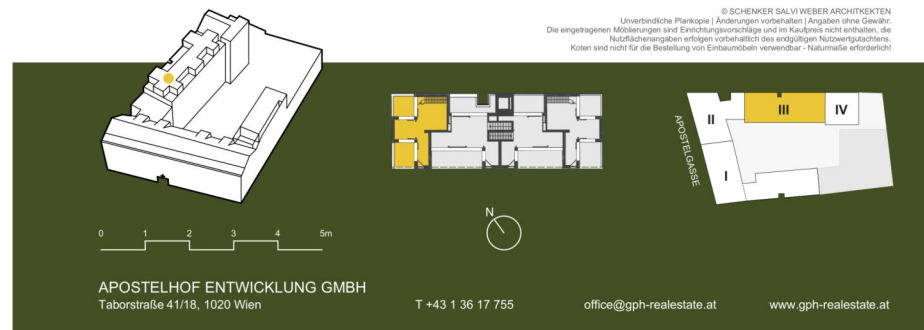 © SCHENKER SALVI WEBER ARCHITKEKTEN
Unverbindliche Plankopie | Änderungen vorbehalten | Angaben ohne Gewähr.
Die eingetragenen Möblierungen sind Einrichtungsvorschläge und im Kaufpreis nicht enthalten, die
Nutzflächenangaben erfolgen vorbehaltlich des endgültigen Nutzwertgutachtens.
Koten sind nicht für die Bestellung von Einbaumöbeln verwendbar - Naturmaße erforderlich!
II
III
IV
APOSTELGASSE
I
N
0 1 2 3 4 5m
APOSTELHOF ENTWICKLUNG GMBH
Taborstraße 41/18, 1020 Wien
T +43 1 36 17 755
office@gph-realestate.at
www.gph-realestate.at